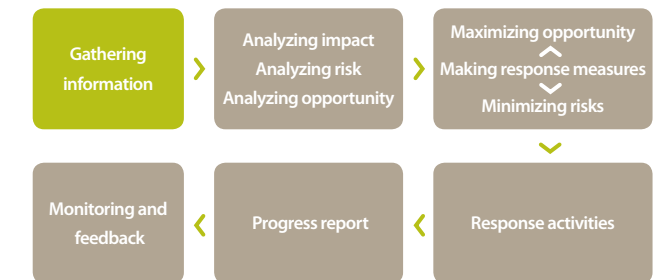 Gathering
information
Analyzing impact
Analyzing risk
Analyzing opportunity
Maximizing opportunity
Making response measures
Minimizing risks
Response activities
Progress report
Monitoring and
feedback